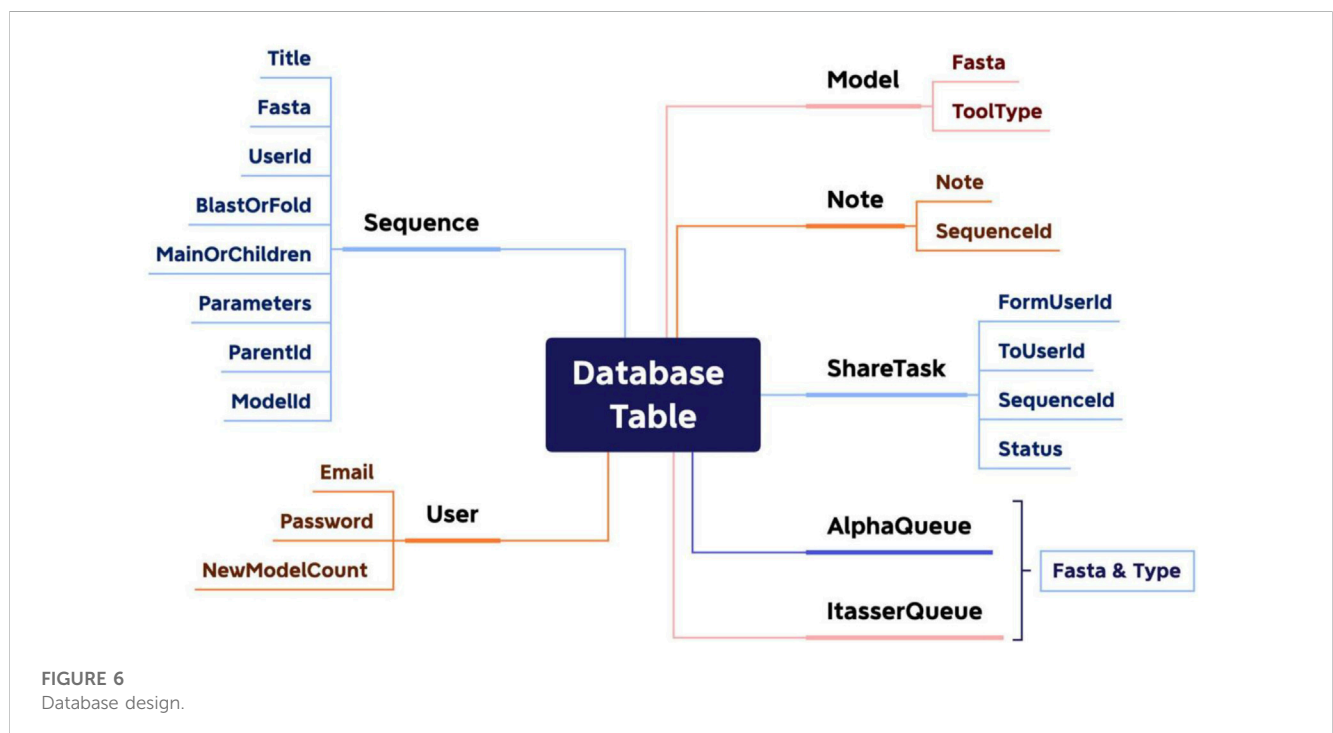 Title
Fasta
UserId
BlastOrFold
MainOrChildren
Parameters
ParentId
ModelId
Sequence
Email
Password
NewModelCount
User
Database
Table
Model
Fasta
ToolType
Note
Note
SequenceId
ShareTask
FormUserId
ToUserId
SequenceId
Status
AlphaQueue
ItasserQueue
Fasta & Type
FIGURE 6
Database design.